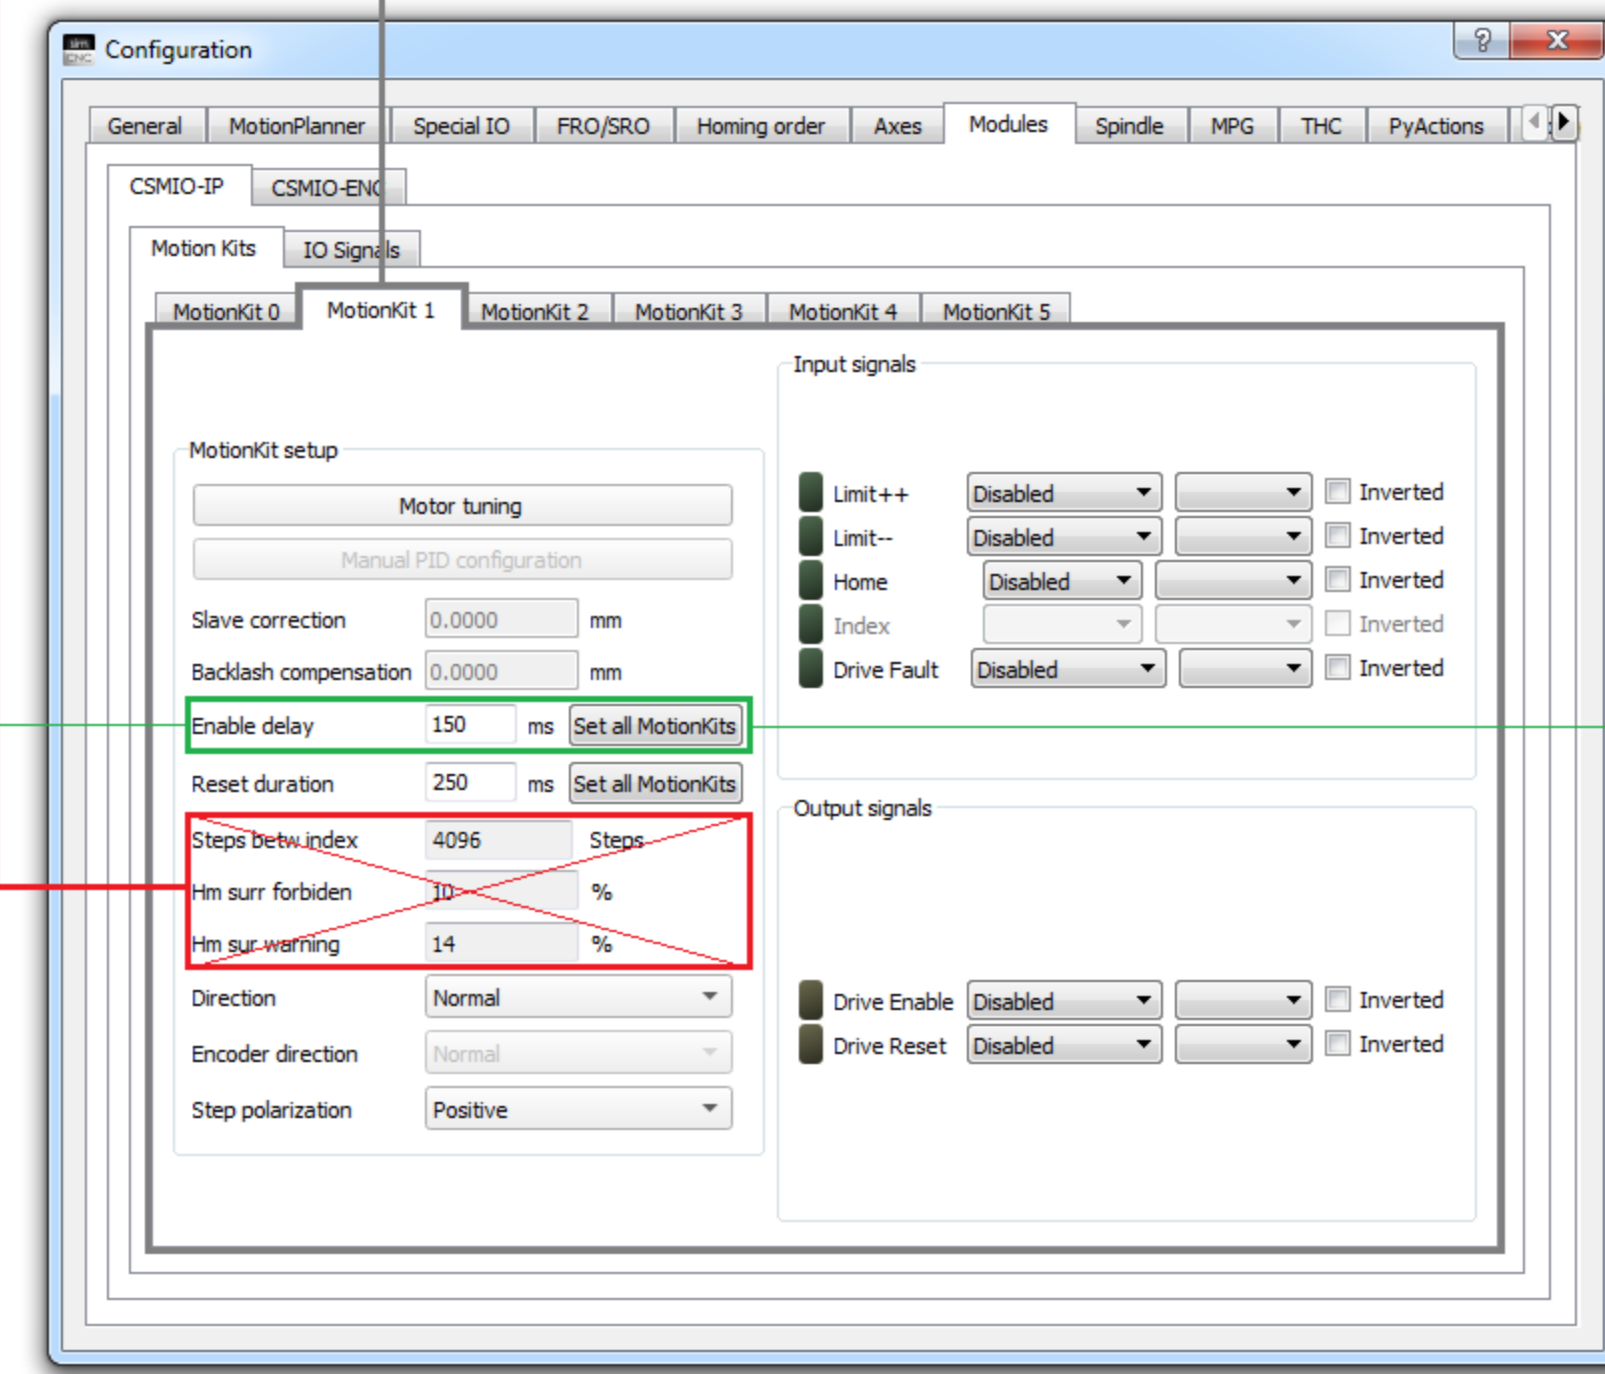 Configuration
General MotionPlanner Special IO FRO/SRO Homing order Axes Modules Spindle MPG THC PyActions
CSMIO-IP CSMIO-ENC
Motion Kits IO Signals
MotionKit 0 MotionKit 1 MotionKit 2 MotionKit 3 MotionKit 4 MotionKit 5
MotionKit setup
Motor tuning
Manual PID configuration
Slave correction 0.0000 mm
Backlash compensation 0.0000 mm
Enable delay 150 ms Set all MotionKits
Reset duration 250 ms Set all MotionKits
Steps betw index 4096 Steps
Hm surr forbiden 10 %
Hm sur warning 14 %
Direction Normal
Encoder direction Normal
Step polarization Positive
Input signals
Limit++ Disabled Inverted
Limit-- Disabled Inverted
Home Disabled Inverted
Index Inverted
Drive Fault Disabled Inverted
Output signals
Drive Enable Disabled Inverted
Drive Reset Disabled Inverted